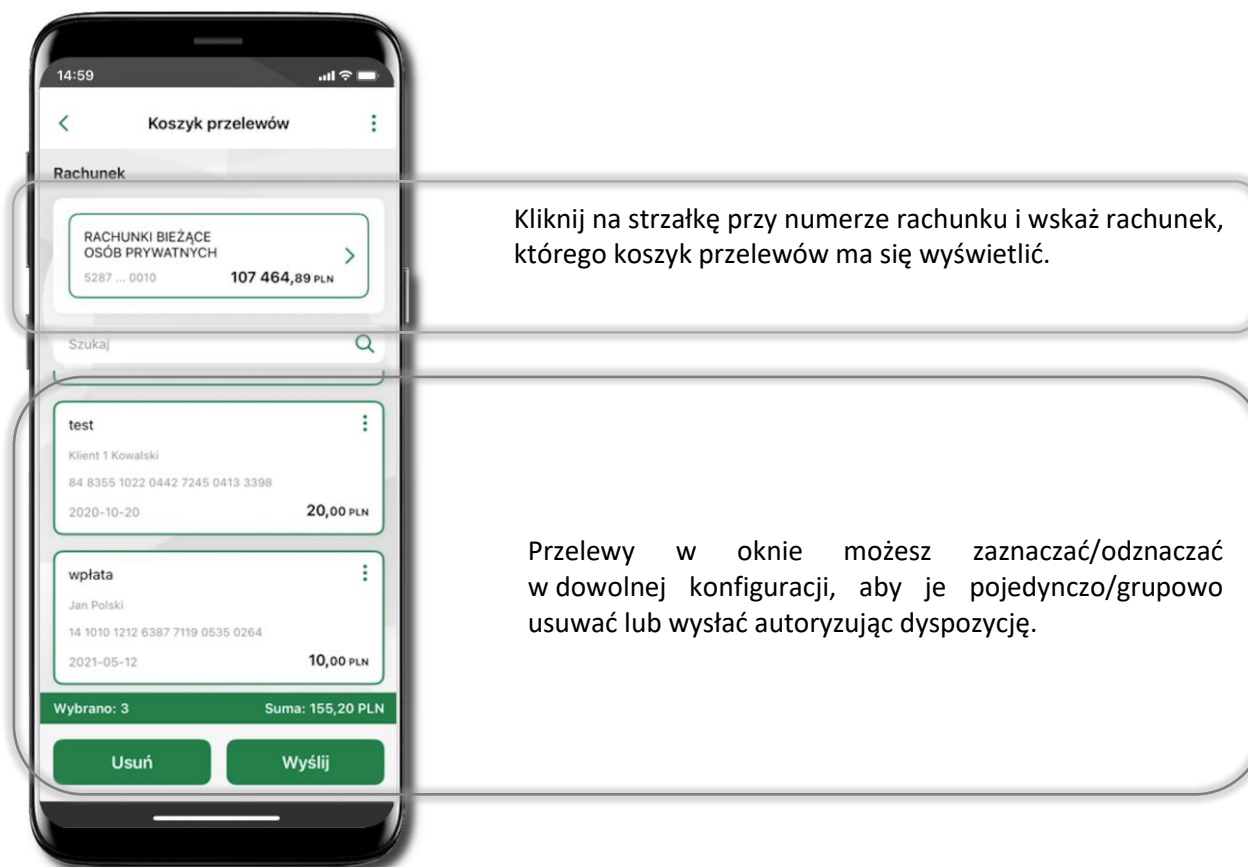 14:59
Koszyk przelewów
Rachunek
RACHUNKI BIEŻĄCE
OSÓB PRYWATNYCH
5287 ... 0010 107 464,89 PLN
Szukaj
test
Klient 1 Kowalski
84 8355 1022 0442 7245 0413 3398
2020-10-20 20,00 PLN
wpłata
Jan Polski
14 1010 1212 6387 7119 0535 0264
2021-05-12 10,00 PLN
Wybrano: 3 Suma: 155,20 PLN
Usuń Wyślij
Kliknij na strzałkę przy numerze rachunku i wskaż rachunek,
którego koszyk przelewów ma się wyświetlić.
Przelewy w oknie możesz zaznaczać/odznaczać
w dowolnej konfiguracji, aby je pojedynczo/grupowo
usuwać lub wysłać autoryzując dyspozycję.